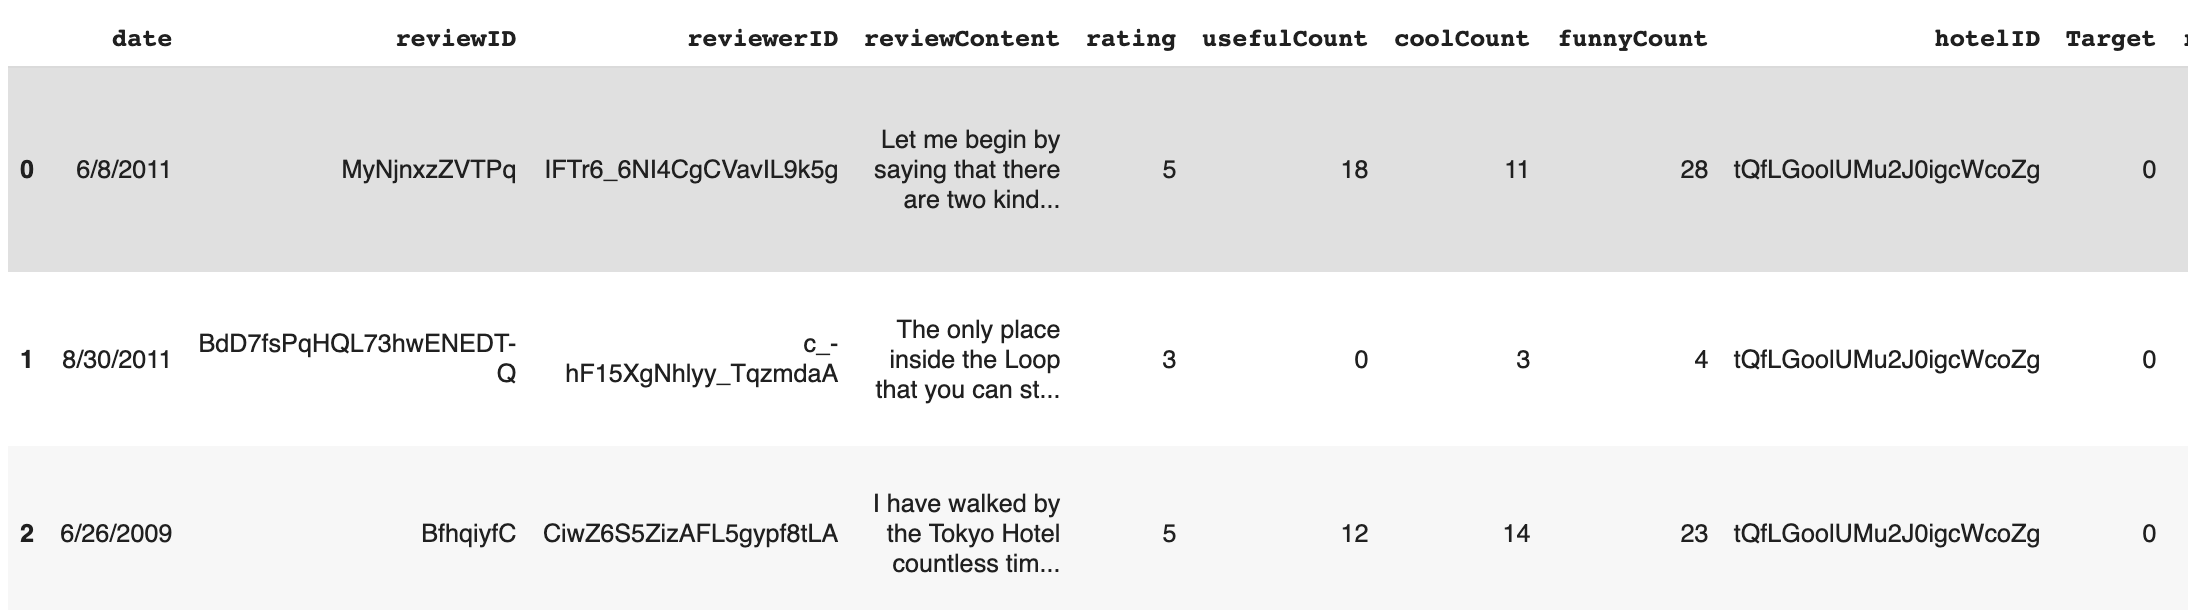 date reviewID reviewerID reviewContent rating usefulCount coolCount funnyCount hotelID Target
Let me begin by
0 6/8/2011 MyNjnxzZVTPq IFTr6_6NI4CgCVavIL9k5g saying that there 5 18 11 28 tQfLGoolUMu2J0igcWcoZg 0
are two kind...
The only place
BdD7fsPqHQL73hwENEDT- c_-
1 8/30/2011 inside the Loop 3 0 3 4 tQfLGoolUMu2J0igcWcoZg 0
Q hF15XgNhlyy_TqzmdaA
that you can st...
I have walked by
2 6/26/2009 BfhqiyfC CiwZ6S5ZizAFL5gypf8tLA the Tokyo Hotel 5 12 14 23 tQfLGoolUMu2J0igcWcoZg 0
countless tim...